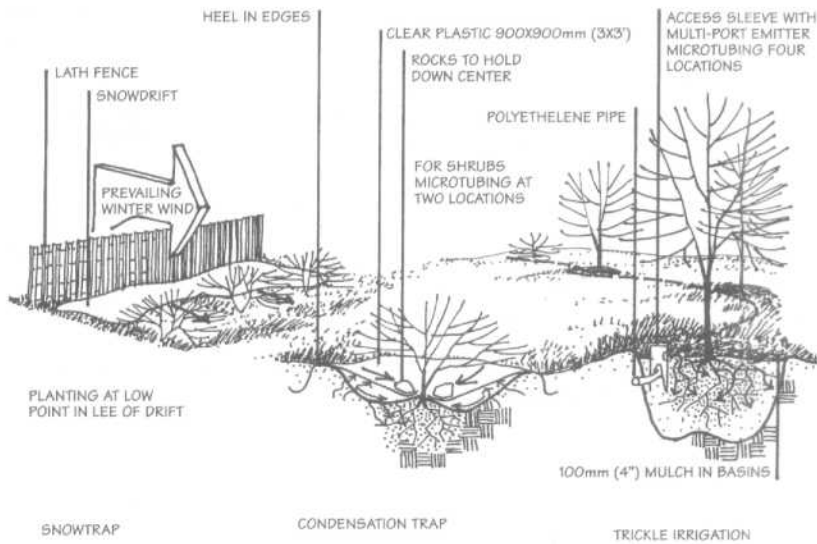 HEEL IN EDGES
CLEAR PLASTIC 900X900mm (3X3')
ROCKS TO HOLD
DOWN CENTER
ACCESS SLEEVE WITH
MULTI-PORT EMITTER
MICROTUBING FOUR
LOCATIONS
LATH FENCE
SNOWDRIFT
POLYETHELENE PIPE
PREVAILING
WINTER WIND
FOR SHRUBS
MICROTUBING AT
TWO LOCATIONS
PLANTING AT LOW
POINT IN LEE OF DRIFT
100mm (4") MULCH IN BASINS
SNOWTRAP
CONDENSATION TRAP
TRICKLE IRRIGATION